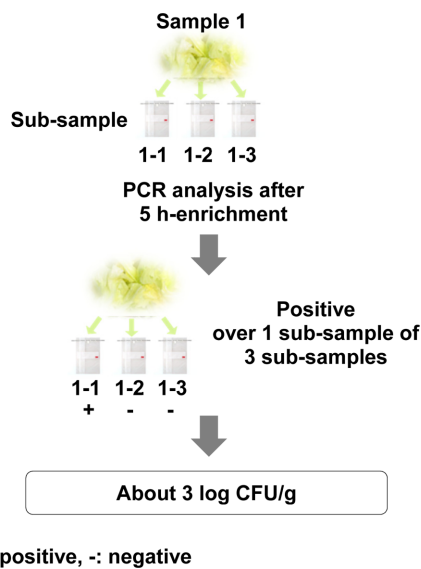 Sample 1
Sub-sample
1-1 1-2 1-3
PCR analysis after
5 h-enrichment
Positive
over 1 sub-sample of
3 sub-samples
1-1 1-2 1-3
+ - -
About 3 log CFU/g
positive, -: negative